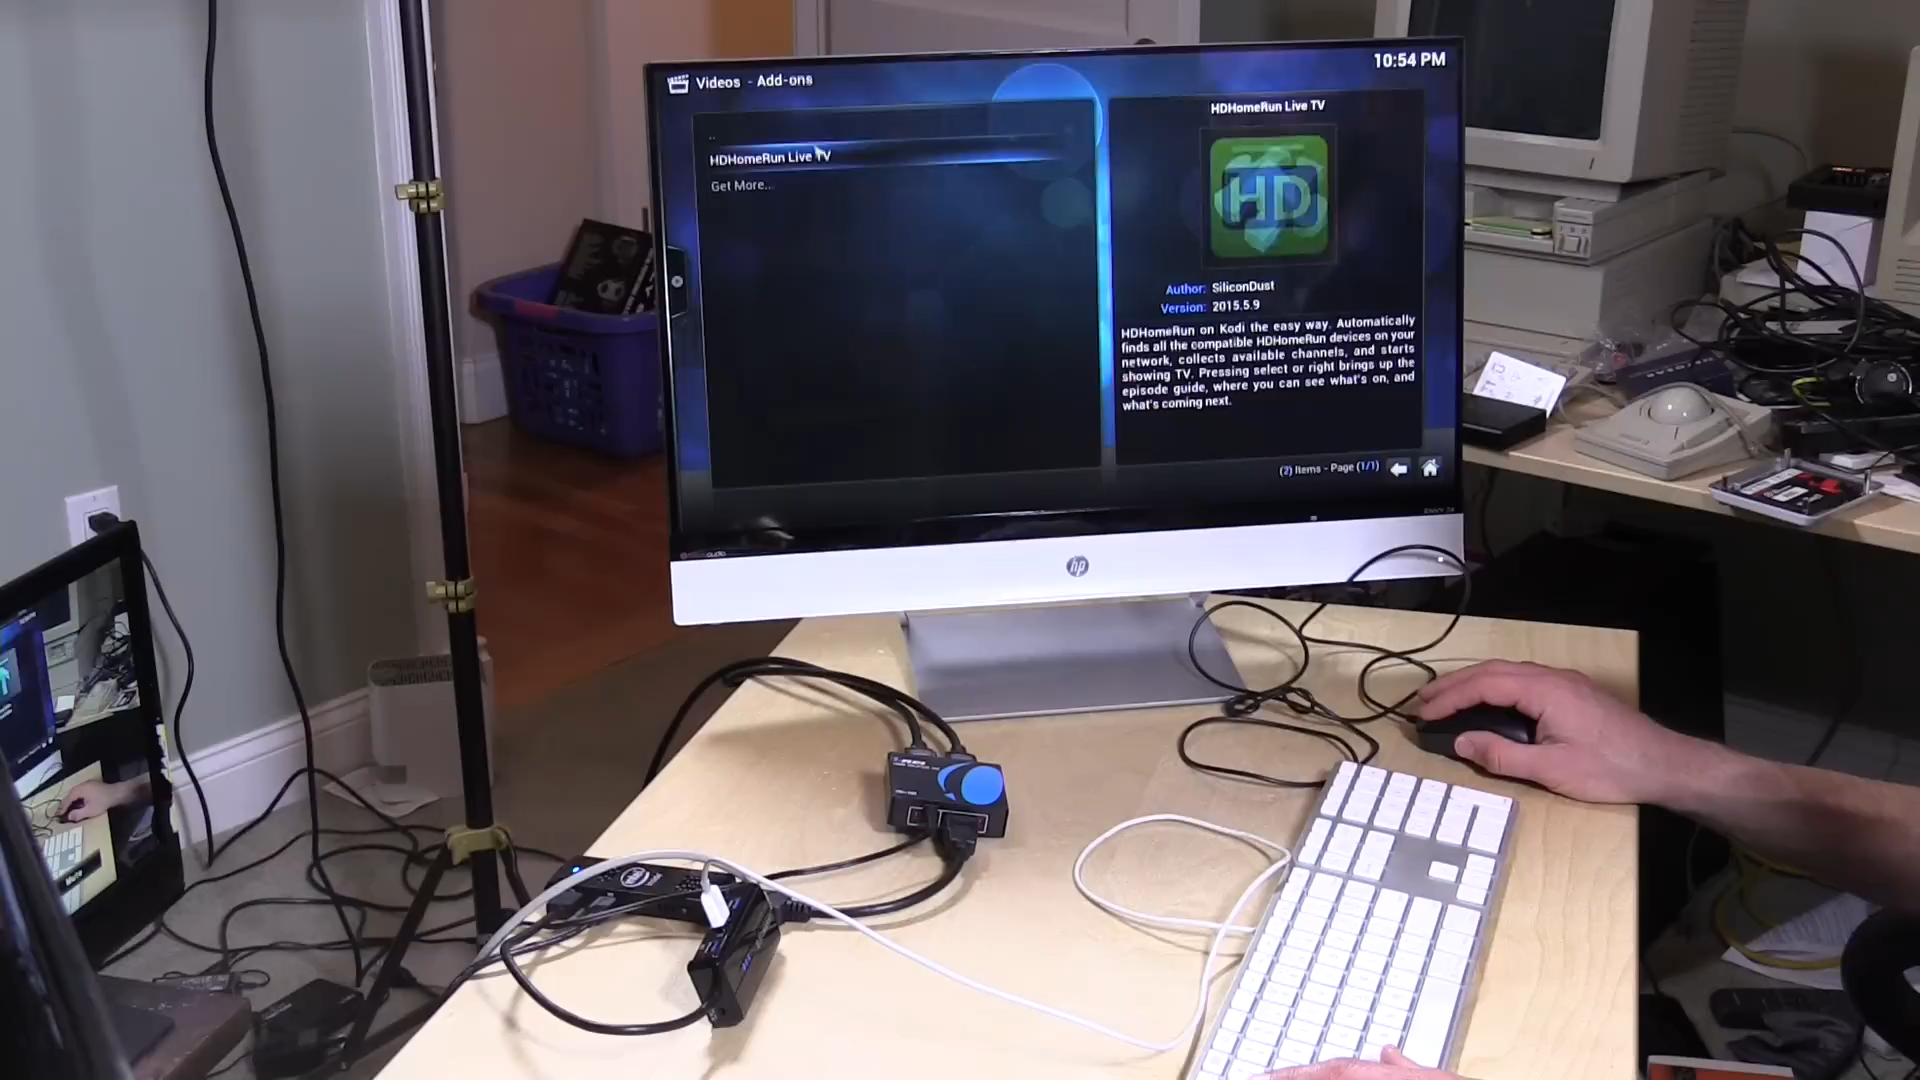 Videos - Add-ons
10:54 PM
..
HDHomeRun Live TV
Get More...
HDHomeRun Live TV
HD
Author: SiliconDust
Version: 2015.5.9
HDHomeRun on Kodi the easy way. Automatically
finds all the compatible HDHomeRun devices on your
network, collects available channels, and starts
showing TV. Pressing select or right brings up the
episode guide, where you can see what's on, and
what's coming next.
(2) Items - Page (1/1)
hp
intel